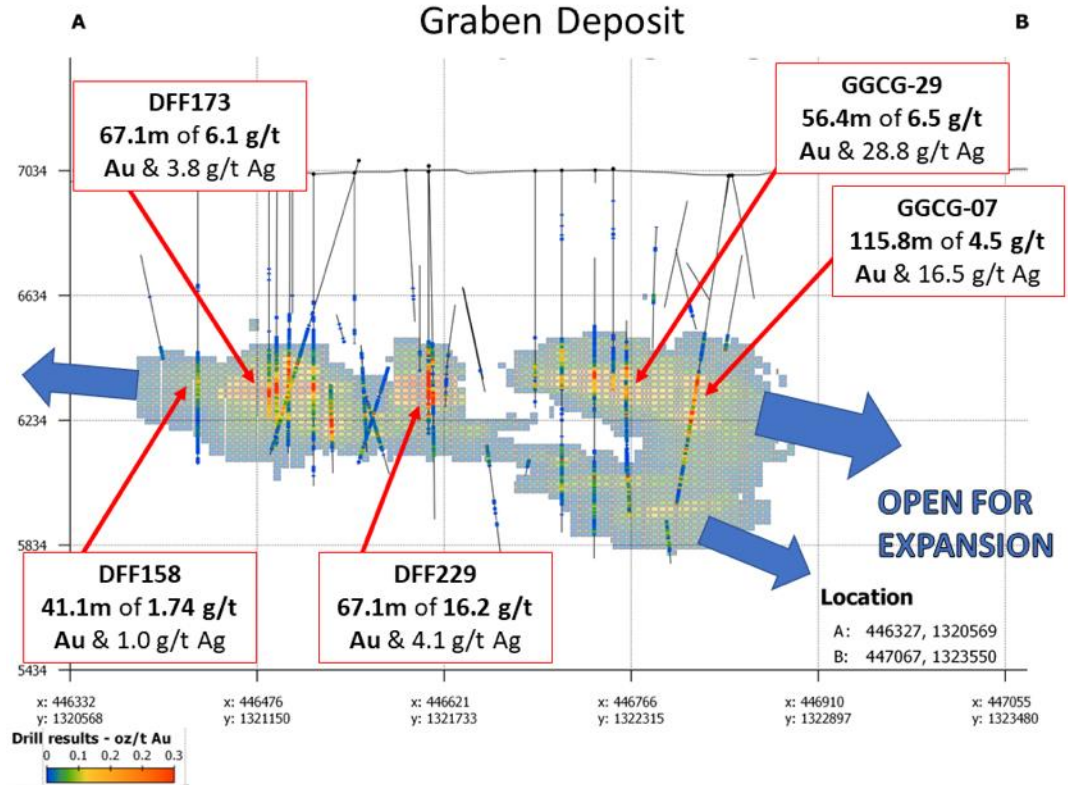 Graben Deposit
A
B
DFF173
67.1m of 6.1 g/t
Au & 3.8 g/t Ag
GGCG-29
56.4m of 6.5 g/t
Au & 28.8 g/t Ag
GGCG-07
115.8m of 4.5 g/t
Au & 16.5 g/t Ag
7034
6634
6234
5834
5434
DFF158
41.1m of 1.74 g/t
Au & 1.0 g/t Ag
DFF229
67.1m of 16.2 g/t
Au & 4.1 g/t Ag
OPEN FOR
EXPANSION
Location
A: 446327, 1320569
B: 447067, 1323550
x: 446332
y: 1320568
x: 446476
y: 1321150
x: 446621
y: 1321733
x: 446766
y: 1322315
x: 446910
y: 1322897
x: 447055
y: 1323480
Drill results - oz/t Au
0 0.1 0.2 0.3